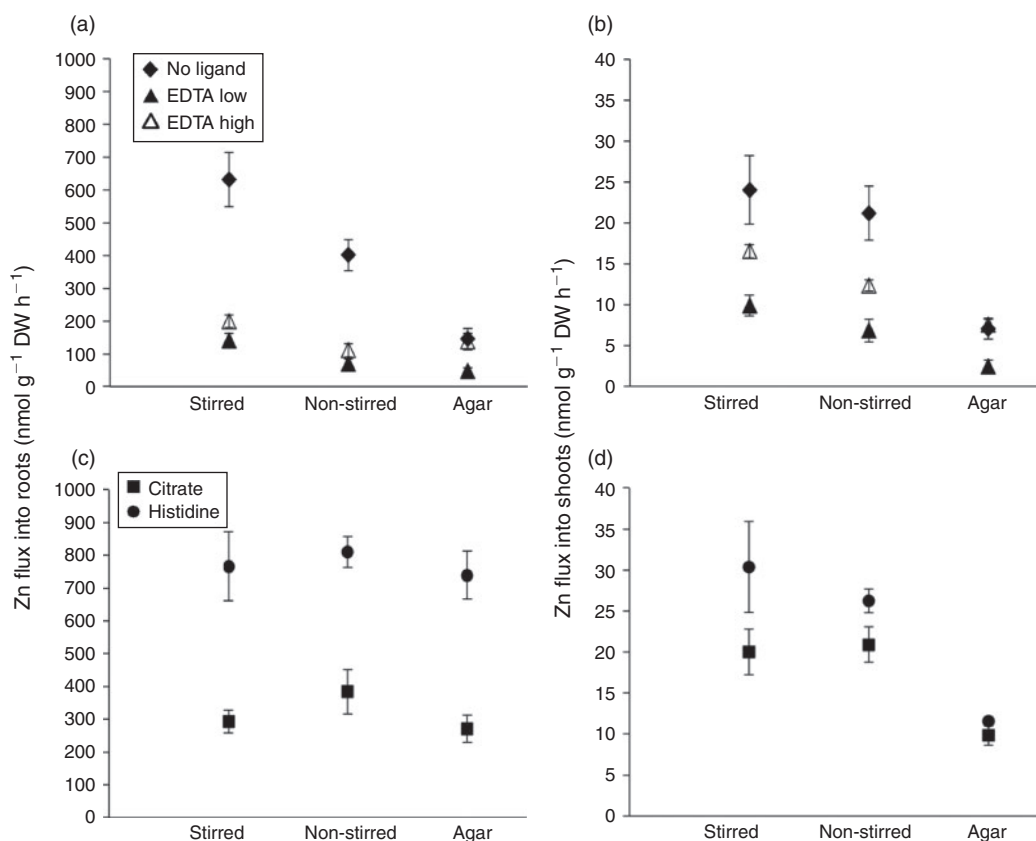 (a)
Zn flux into roots (nmol g−1 DW h−1)
1000
900
800
700
600
500
400
300
200
100
0
No ligand
EDTA low
EDTA high
Stirred Non-stirred Agar
(b)
Zn flux into shoots (nmol g−1 DW h−1)
40
35
30
25
20
15
10
5
0
Stirred Non-stirred Agar
(c)
1000
900
800
700
600
500
400
300
200
100
0
Citrate
Histidine
Stirred Non-stirred Agar
(d)
40
35
30
25
20
15
10
5
0
Stirred Non-stirred Agar